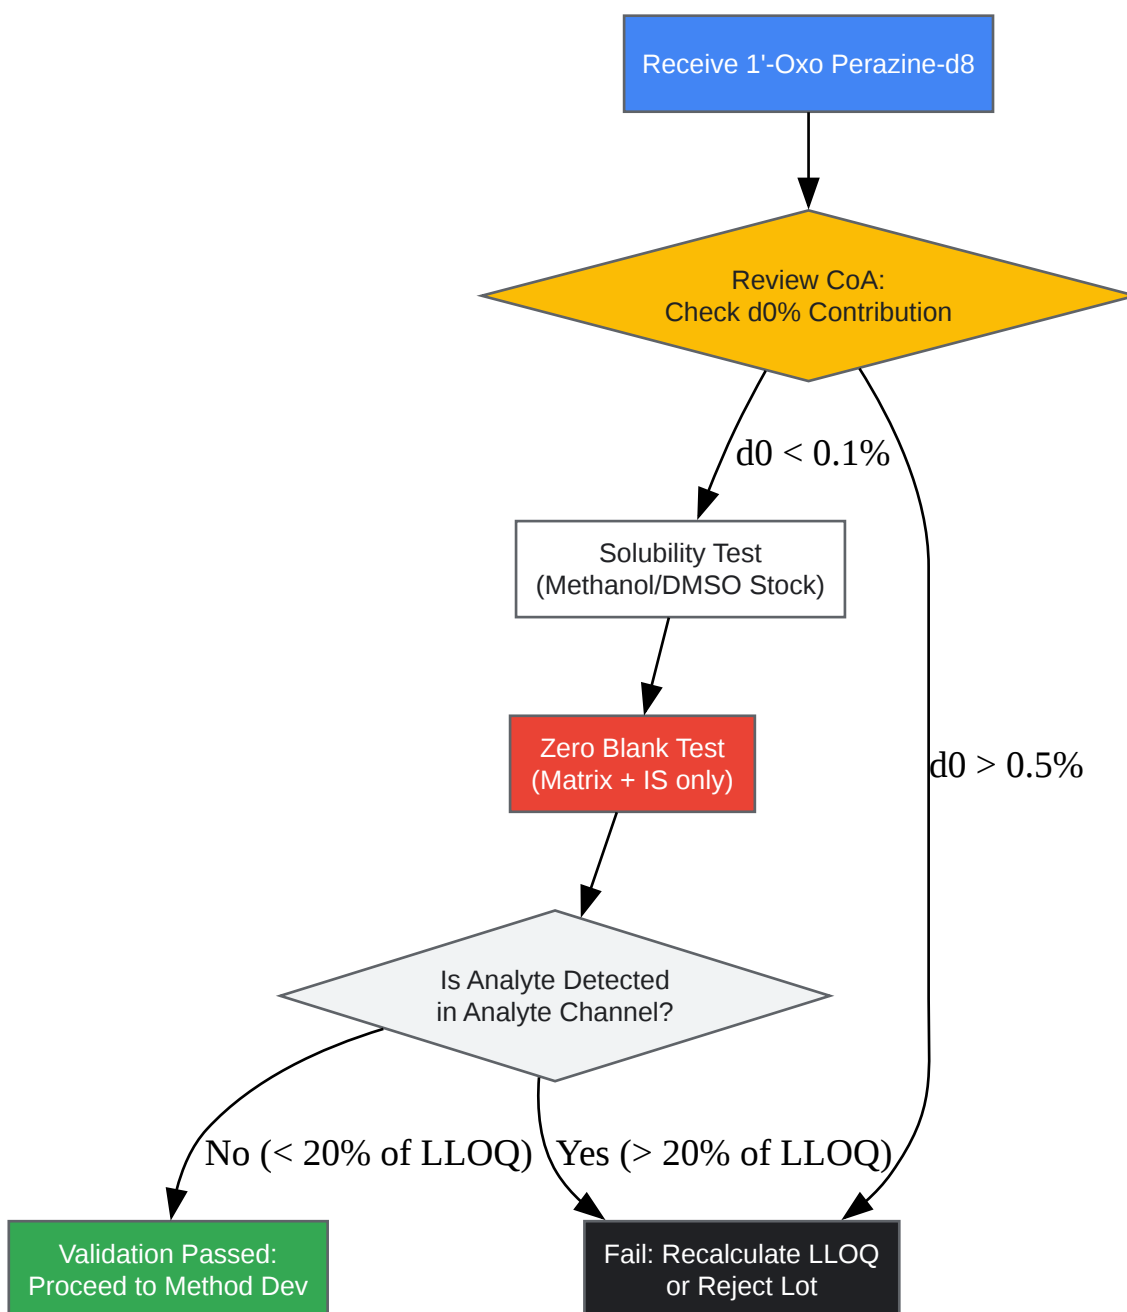 Receive 1'-Oxo Perazine-d8
Review CoA:
Check d0% Contribution
d0 < 0.1%
Solubility Test
(Methanol/DMSO Stock)
Zero Blank Test
(Matrix + IS only)
d0 > 0.5%
Is Analyte Detected
in Analyte Channel?
No (< 20% of LLOQ)
Yes (> 20% of LLOQ)
Validation Passed:
Proceed to Method Dev
Fail: Recalculate LLOQ
or Reject Lot